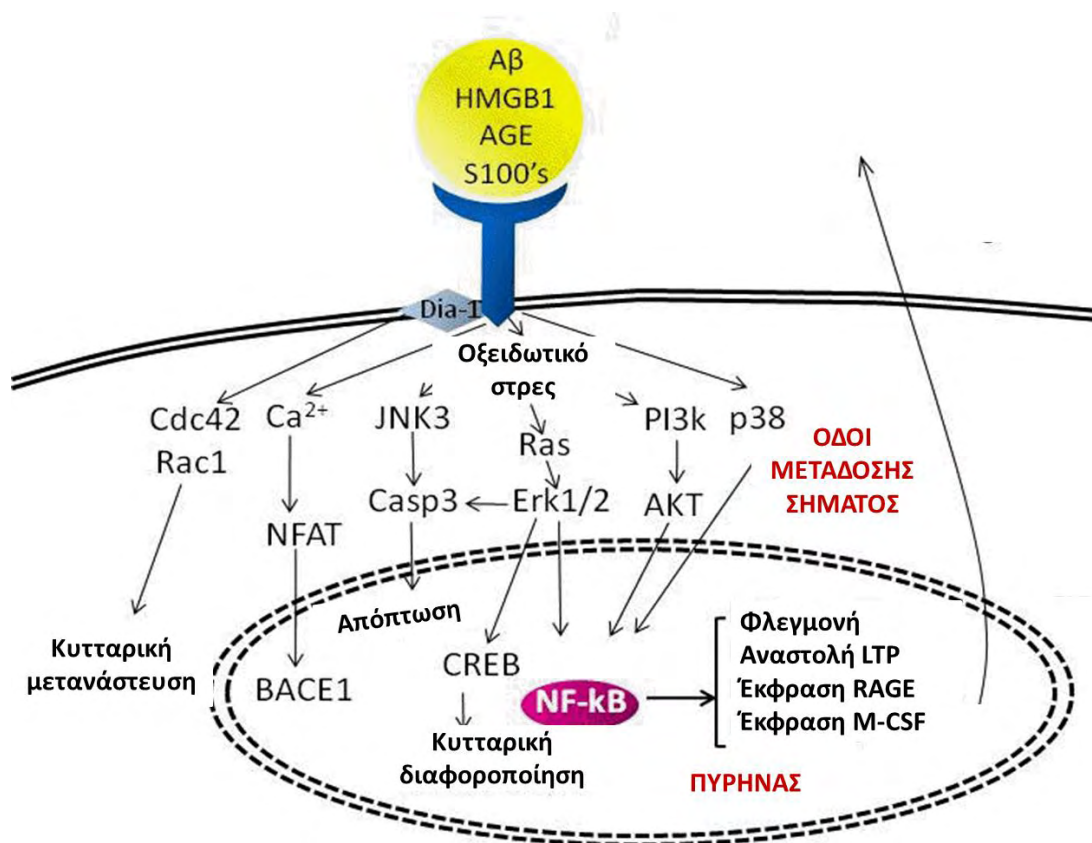 Aβ
HMGB1
AGE
S100's
Dia-1
Οξειδωτικό
στρες
Cdc42
Rac1
Ca²⁺
JNK3
Ras
PI3k
p38
ΟΔΟΙ
ΜΕΤΑΔΟΣΗΣ
ΣΗΜΑΤΟΣ
NFAT
Casp3
Erk1/2
AKT
Κυτταρική
μετανάστευση
Απόπτωση
BACE1
CREB
NF-kB
Φλεγμονή
Αναστολή LTP
Έκφραση RAGE
Έκφραση M-CSF
Κυτταρική
διαφοροποίηση
ΠΥΡΗΝΑΣ